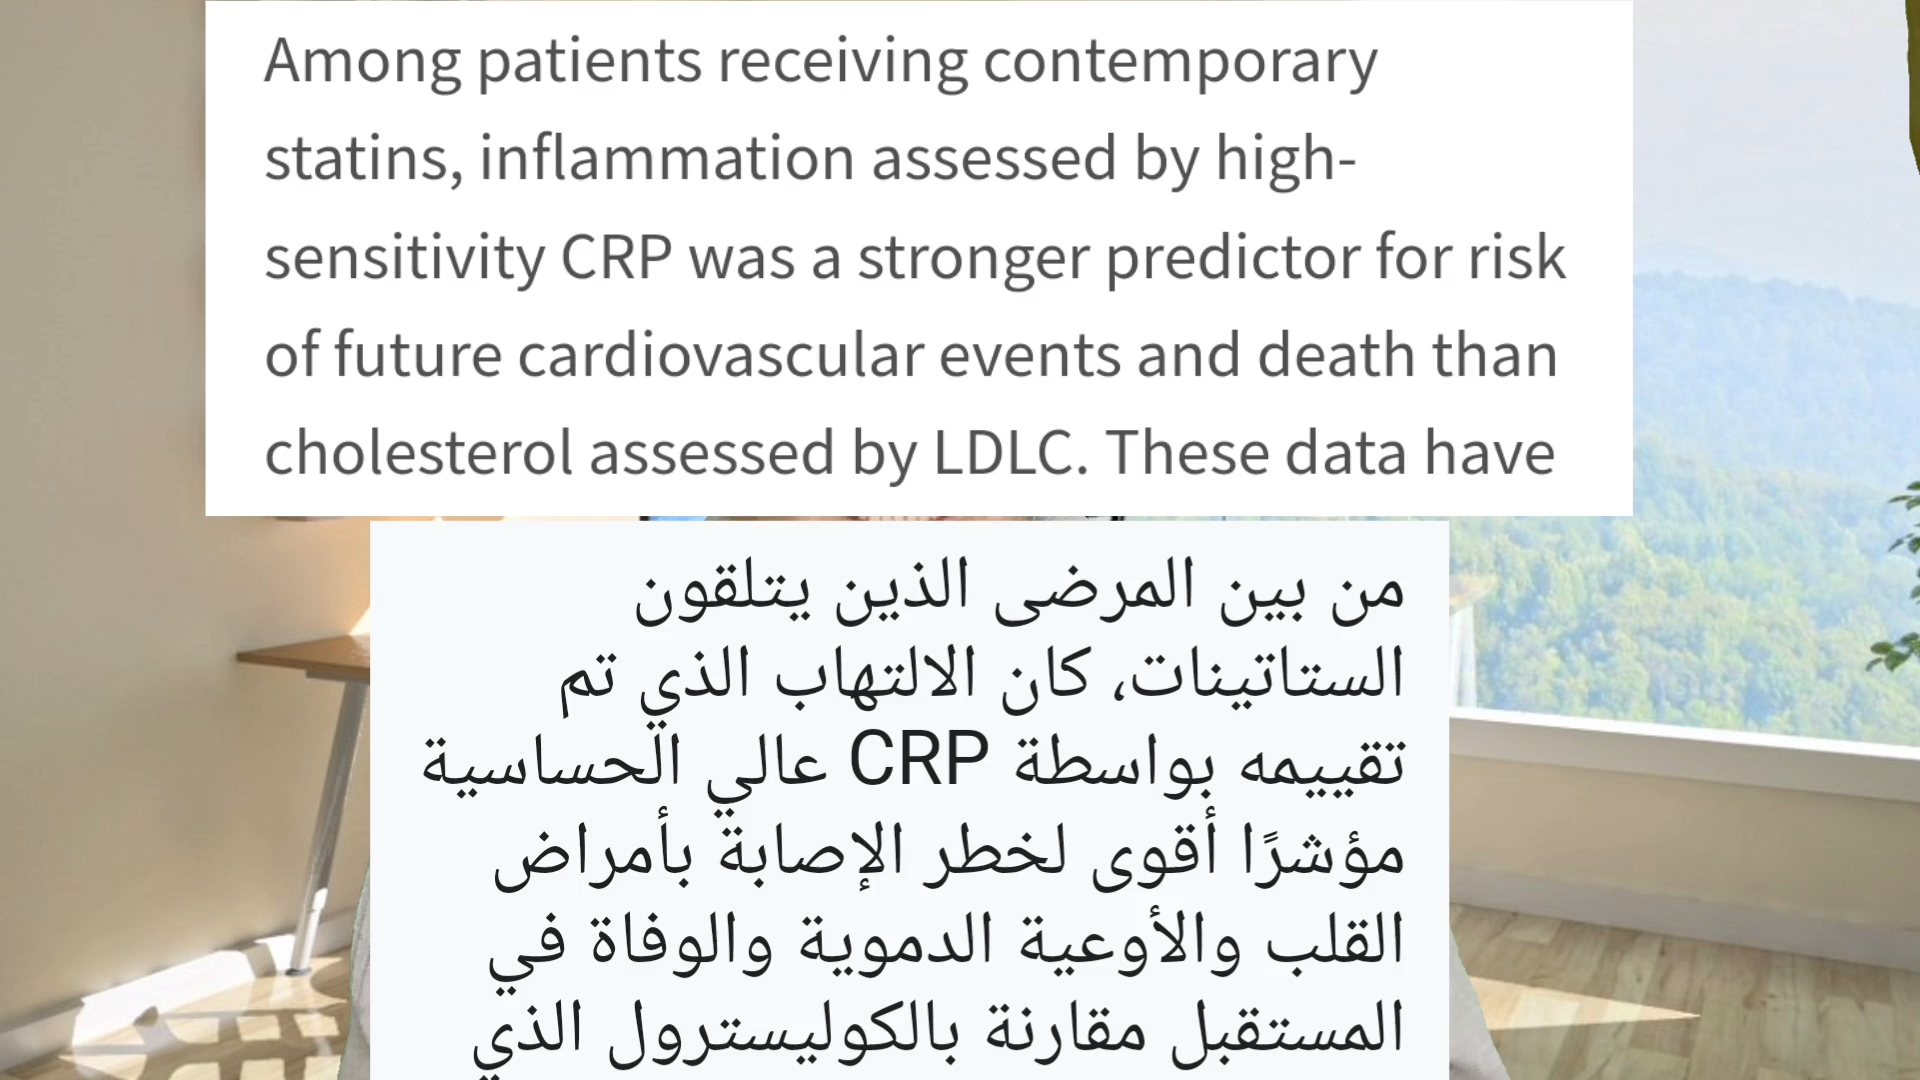 Among patients receiving contemporary
statins, inflammation assessed by high-
sensitivity CRP was a stronger predictor for risk
of future cardiovascular events and death than
cholesterol assessed by LDLC. These data have
من بين المرضى الذين يتلقون
الستاتينات، كان الالتهاب الذي تم
تقييمه بواسطة CRP عالي الحساسية
مؤشرًا أقوى لخطر الإصابة بأمراض
القلب والأوعية الدموية والوفاة في
المستقبل مقارنة بالكوليسترول الذي